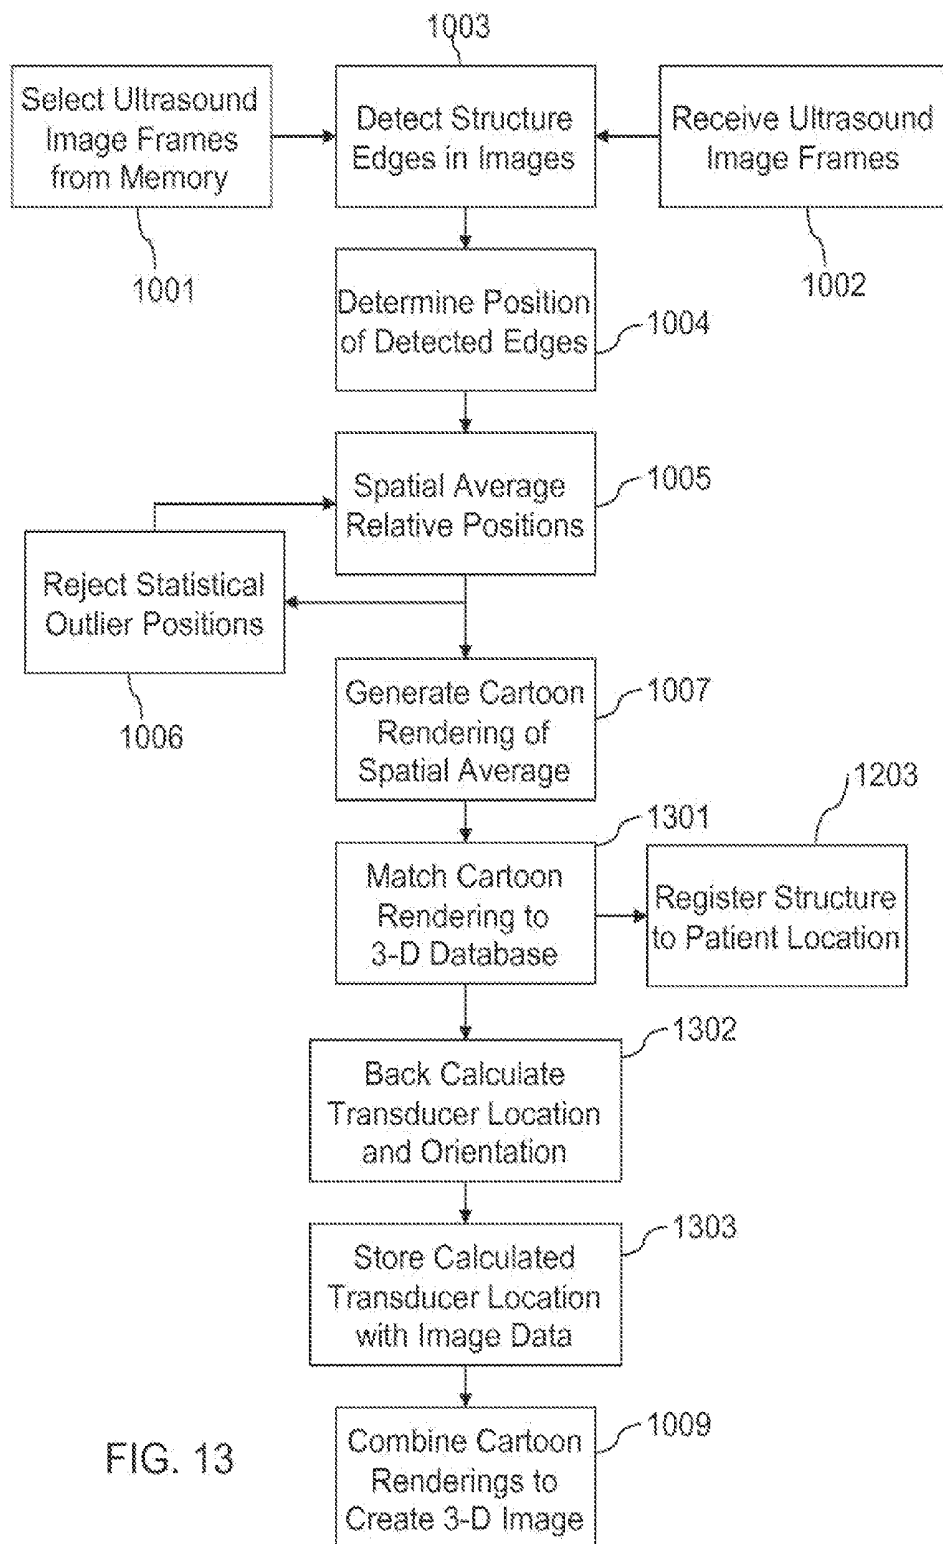 1003
Select Ultrasound
Image Frames
from Memory
Detect Structure
Edges in Images
Receive Ultrasound
Image Frames
1001
1002
Determine Position
of Detected Edges
1004
Spatial Average
Relative Positions
1005
Reject Statistical
Outlier Positions
1006
Generate Cartoon
Rendering of
Spatial Average
1007
1203
1301
Match Cartoon
Rendering to
3-D Database
Register Structure
to Patient Location
1302
Back Calculate
Transducer Location
and Orientation
1303
Store Calculated
Transducer Location
with Image Data
1009
Combine Cartoon
Renderings to
Create 3-D Image
FIG. 13